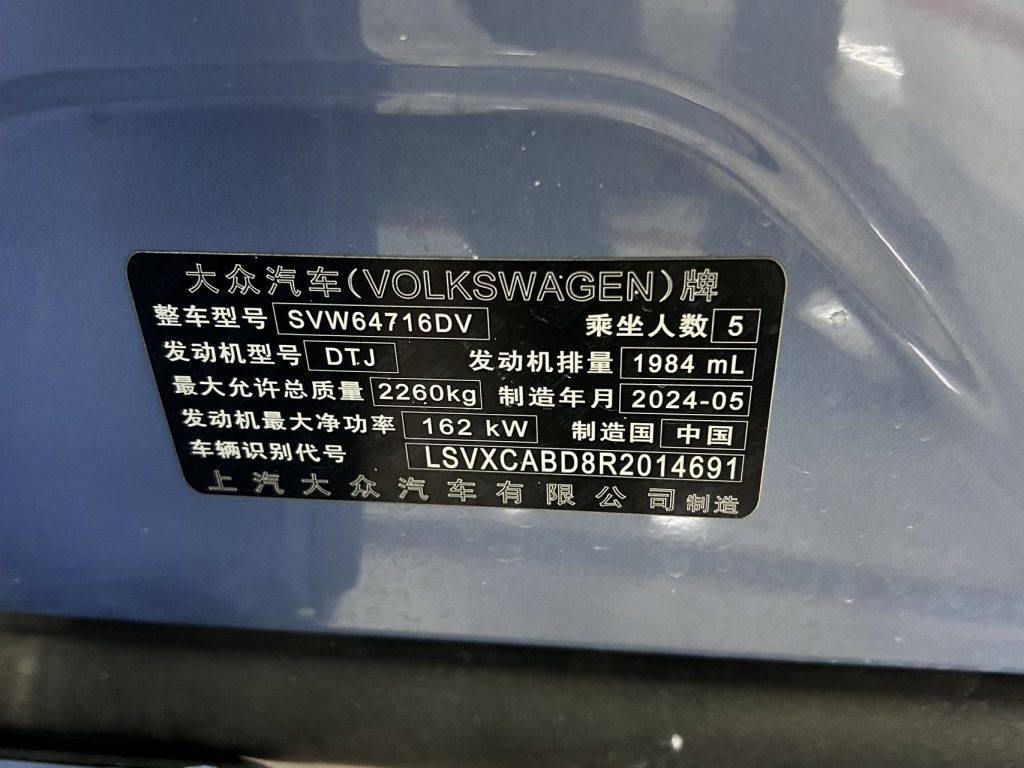 大众汽车(VOLKSWAGEN)牌
整车型号 SVW64716DV 乘坐人数 5
发动机型号 DTJ 发动机排量 1984 mL
最大允许总质量 2260kg 制造年月 2024-05
发动机最大净功率 162 kW 制造国 中国
车辆识别代号 LSVXCABD8R2014691
上汽大众汽车有限公司制造